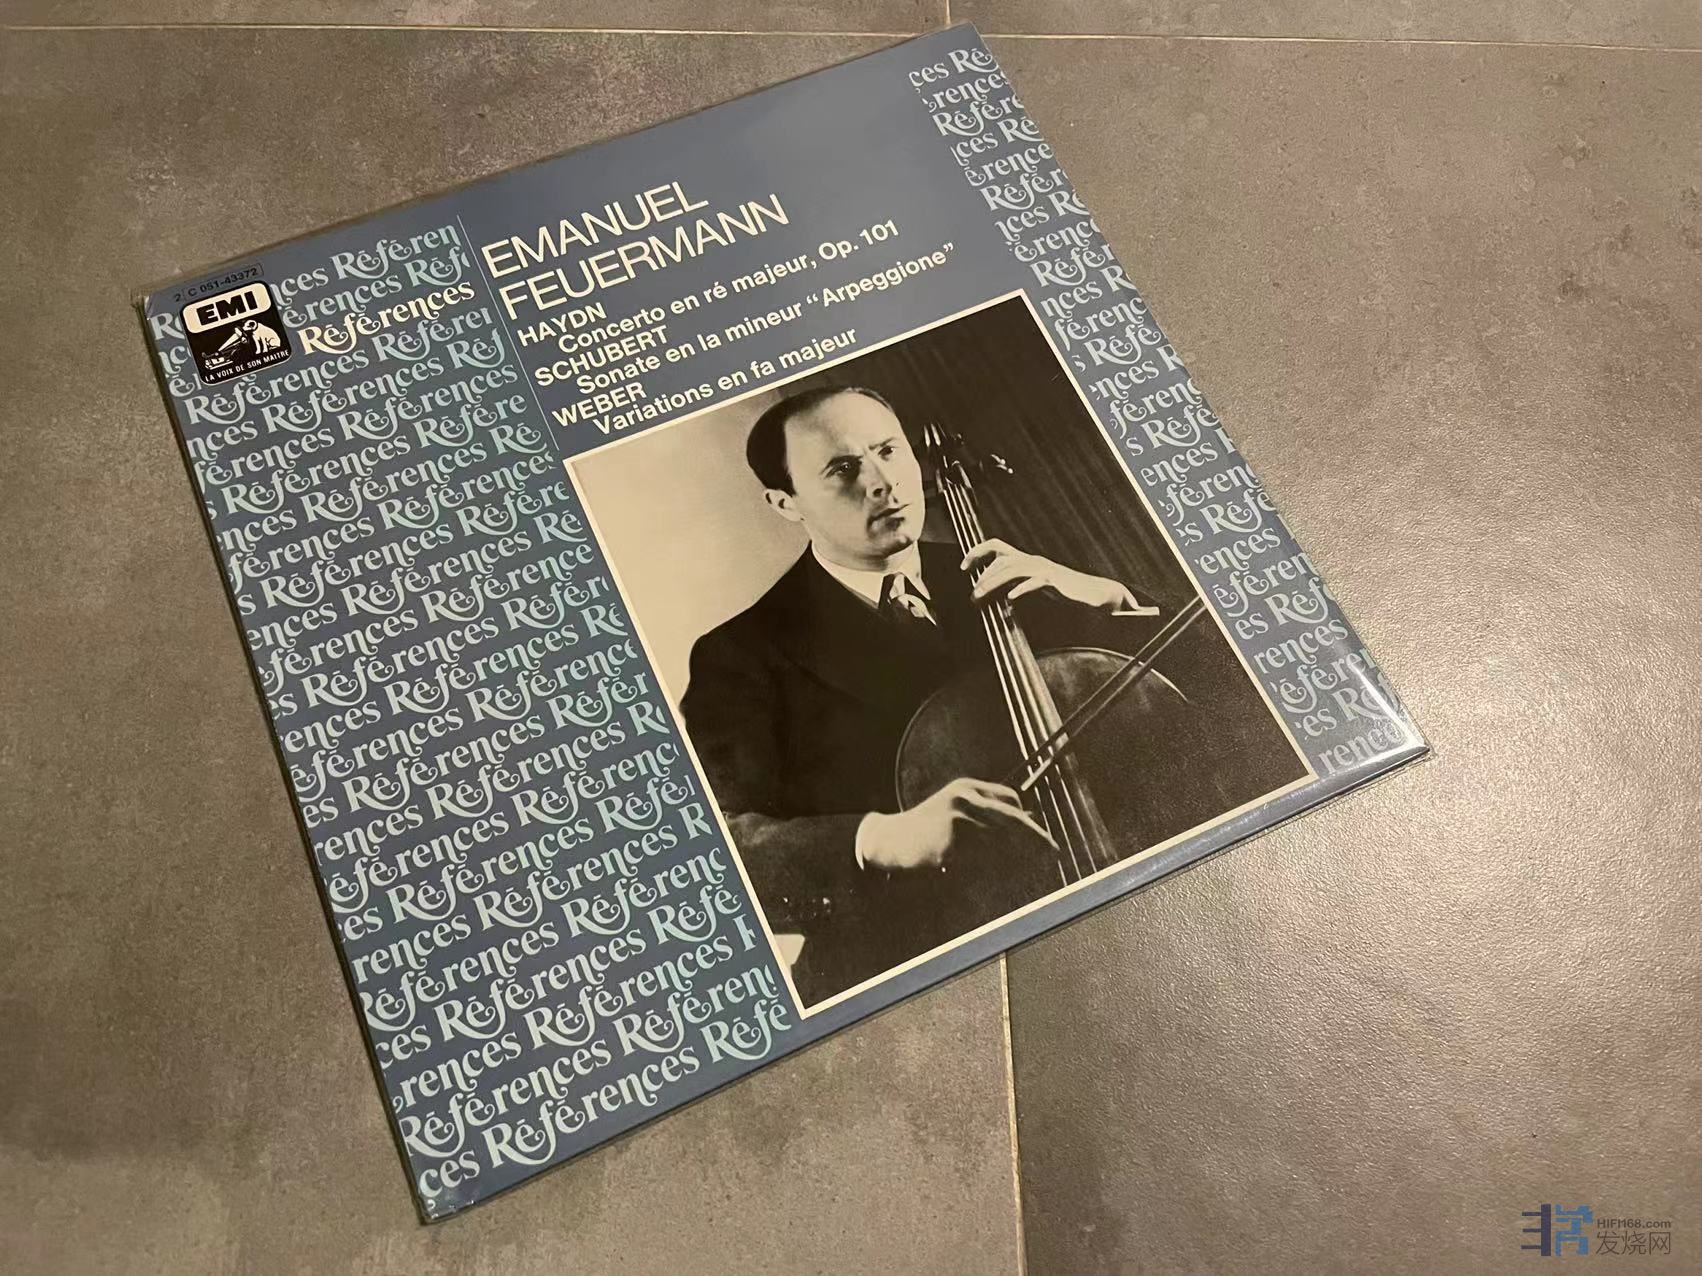 2 C 051-43372
EMI
LA VOIX DE SON MAITRE
Références
EMANUEL
FEUERMANN
HAYDN
Concerto en ré majeur, Op. 101
SCHUBERT
Sonate en la mineur “Arpeggione”
WEBER
Variations en fa majeur
HIFI168.com
发烧网